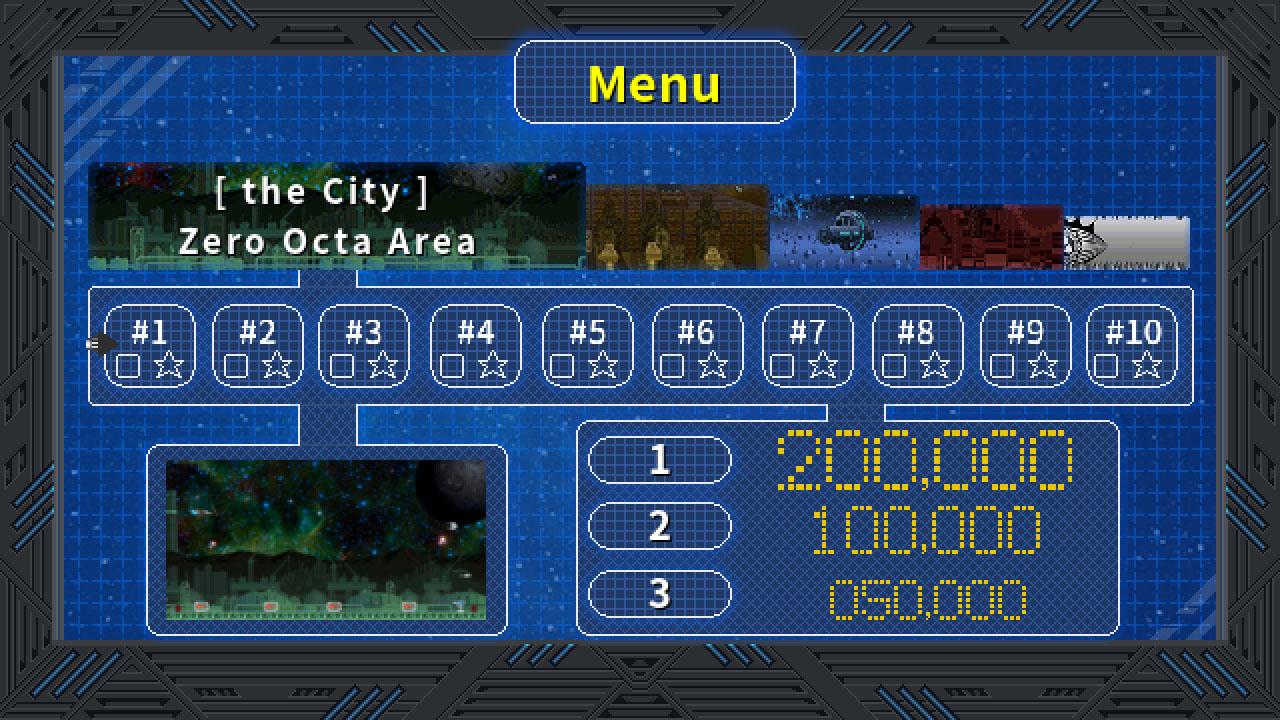 Menu
[ the City ]
Zero Octa Area
#1 #2 #3 #4 #5 #6 #7 #8 #9 #10
1 200,000
2 100,000
3 050,000